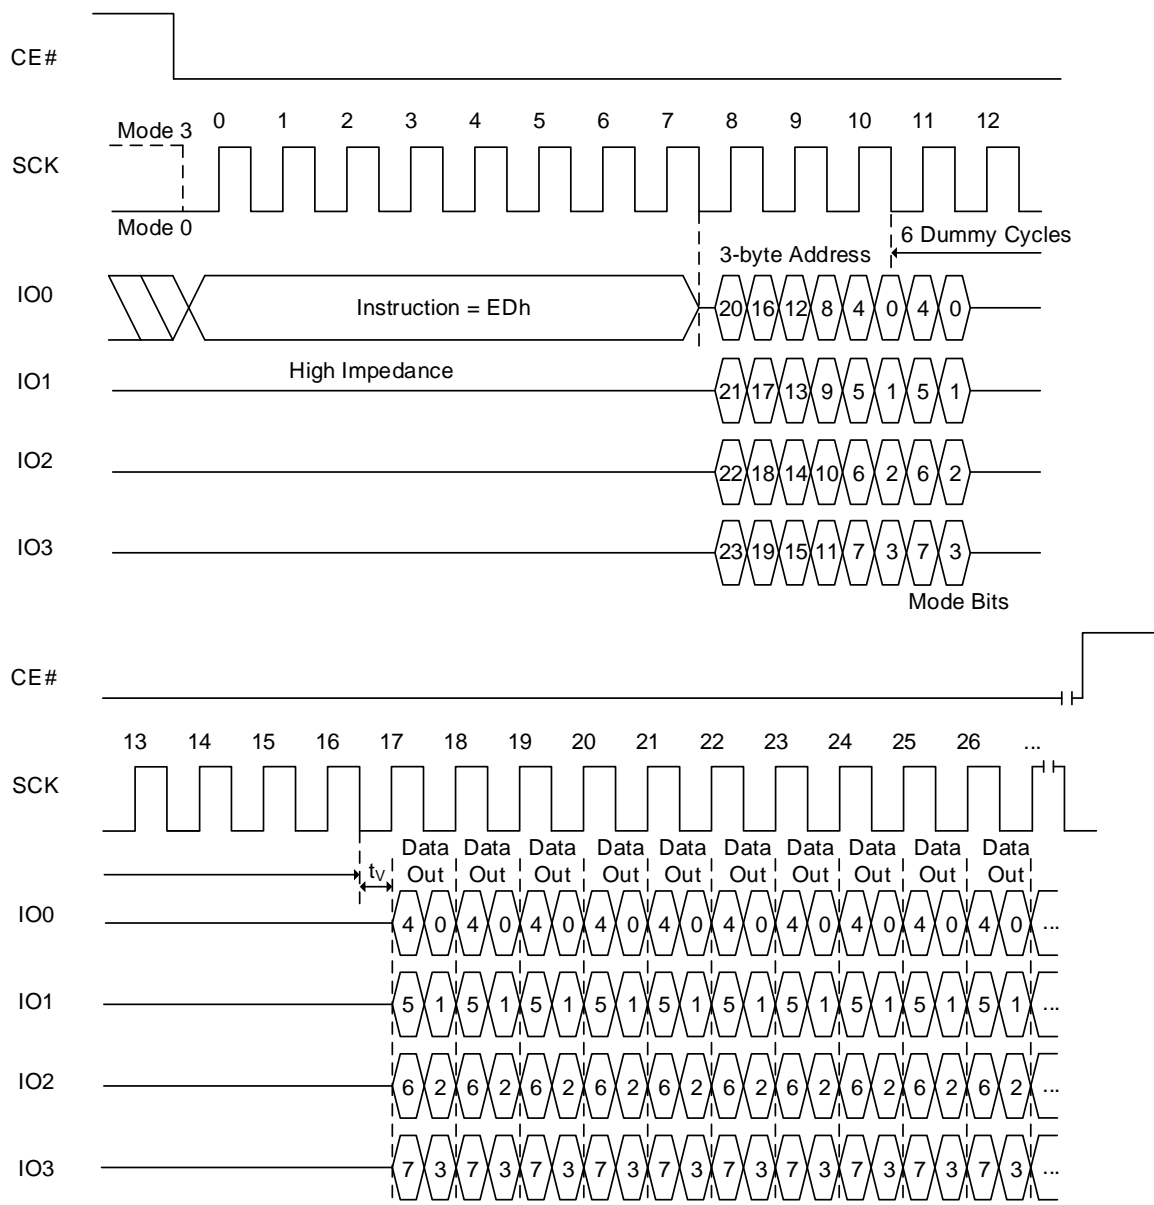 CE#
Mode 3 0 1 2 3 4 5 6 7 8 9 10 11 12
SCK
Mode 0
6 Dummy Cycles
3-byte Address
IO0 Instruction = EDh 20 16 12 8 4 0 4 0
High Impedance
IO1 21 17 13 9 5 1 5 1
IO2 22 18 14 10 6 2 6 2
IO3 23 19 15 11 7 3 7 3
Mode Bits
CE#
13 14 15 16 17 18 19 20 21 22 23 24 25 26 ...
SCK
Data Data Data Data Data Data Data Data Data Data
tV Out Out Out Out Out Out Out Out Out Out
IO0 4 0 4 0 4 0 4 0 4 0 4 0 4 0 4 0 4 0 4 0 ...
IO1 5 1 5 1 5 1 5 1 5 1 5 1 5 1 5 1 5 1 5 1 ...
IO2 6 2 6 2 6 2 6 2 6 2 6 2 6 2 6 2 6 2 6 2 ...
IO3 7 3 7 3 7 3 7 3 7 3 7 3 7 3 7 3 7 3 7 3 ...